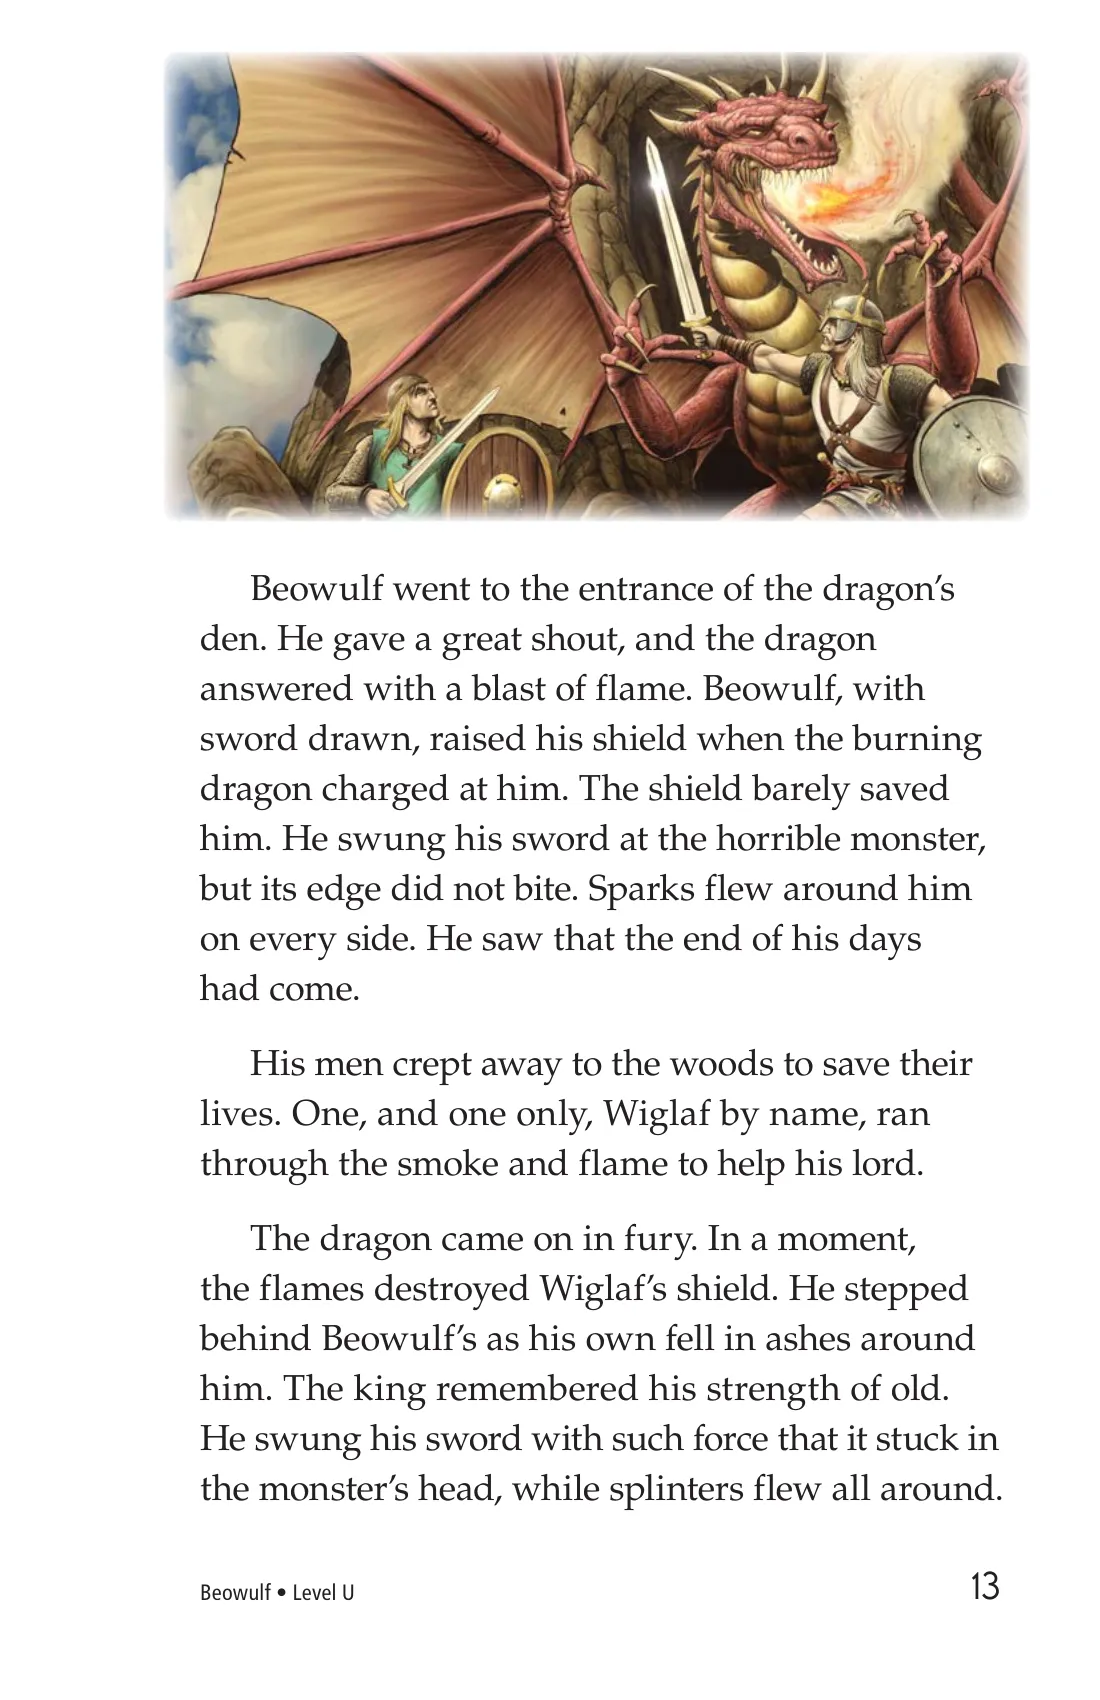 Beowulf went to the entrance of the dragon’s
den. He gave a great shout, and the dragon
answered with a blast of flame. Beowulf, with
sword drawn, raised his shield when the burning
dragon charged at him. The shield barely saved
him. He swung his sword at the horrible monster,
but its edge did not bite. Sparks flew around him
on every side. He saw that the end of his days
had come.
His men crept away to the woods to save their
lives. One, and one only, Wiglaf by name, ran
through the smoke and flame to help his lord.
The dragon came on in fury. In a moment,
the flames destroyed Wiglaf’s shield. He stepped
behind Beowulf’s as his own fell in ashes around
him. The king remembered his strength of old.
He swung his sword with such force that it stuck in
the monster’s head, while splinters flew all around.
Beowulf • Level U
13